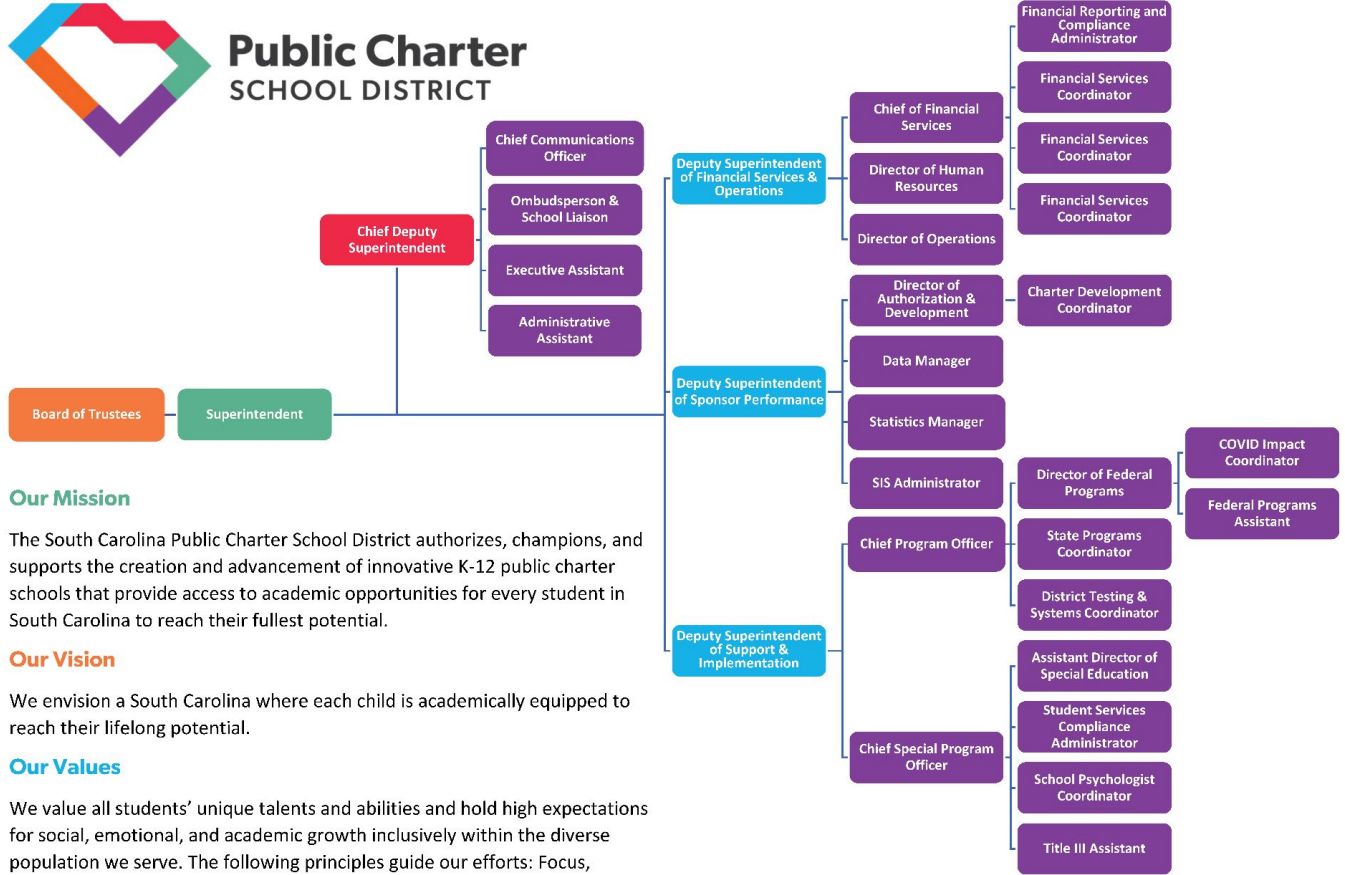 Public Charter
SCHOOL DISTRICT
Board of Trustees
Superintendent
Chief Deputy
Superintendent
Chief Communications
Officer
Ombudsperson &
School Liaison
Executive Assistant
Administrative
Assistant
Deputy Superintendent
of Financial Services &
Operations
Chief of Financial
Services
Financial Reporting and
Compliance
Administrator
Financial Services
Coordinator
Financial Services
Coordinator
Financial Services
Coordinator
Director of Human
Resources
Director of Operations
Deputy Superintendent
of Sponsor Performance
Director of
Authorization &
Development
Charter Development
Coordinator
Data Manager
Statistics Manager
SIS Administrator
Deputy Superintendent
of Support &
Implementation
Chief Program Officer
Director of Federal
Programs
COVID Impact
Coordinator
Federal Programs
Assistant
State Programs
Coordinator
District Testing &
Systems Coordinator
Chief Special Program
Officer
Assistant Director of
Special Education
Student Services
Compliance
Administrator
School Psychologist
Coordinator
Title III Assistant
Our Mission
The South Carolina Public Charter School District authorizes, champions, and
supports the creation and advancement of innovative K-12 public charter
schools that provide access to academic opportunities for every student in
South Carolina to reach their fullest potential.
Our Vision
We envision a South Carolina where each child is academically equipped to
reach their lifelong potential.
Our Values
We value all students’ unique talents and abilities and hold high expectations
for social, emotional, and academic growth inclusively within the diverse
population we serve. The following principles guide our efforts: Focus,